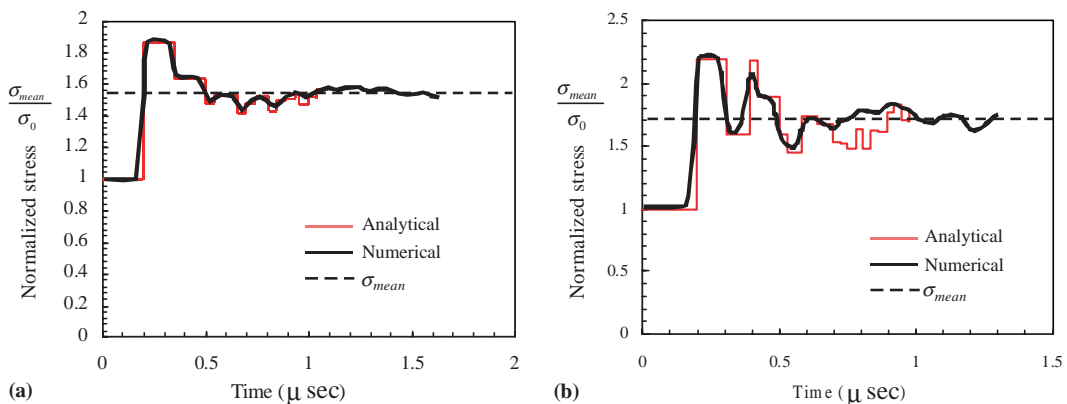 2
1.8
1.6
1.4
1.2
1
0.8
0.6
0.4
0.2
0
σmean
σ0
Normalized stress
Analytical
Numerical
σmean
0 0.5 1 1.5 2
(a) Time (μ sec)
2.5
2
1.5
1
0.5
0
σmean
σ0
Normalized stress
Analytical
Numerical
σmean
0 0.5 1 1.5
(b) Time (μ sec)